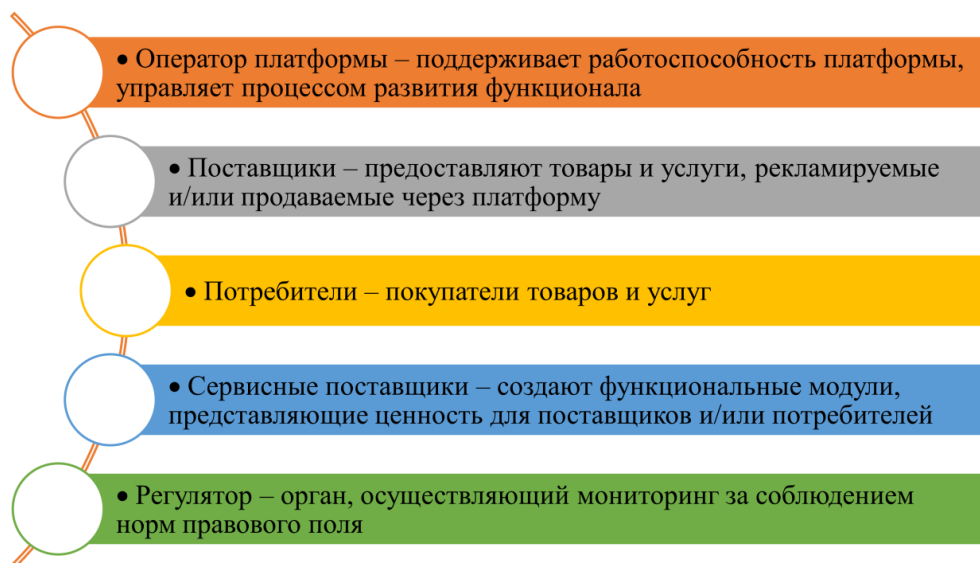 • Оператор платформы – поддерживает работоспособность платформы,
управляет процессом развития функционала
• Поставщики – предоставляют товары и услуги, рекламируемые
и/или продаваемые через платформу
• Потребители – покупатели товаров и услуг
• Сервисные поставщики – создают функциональные модули,
представляющие ценность для поставщиков и/или потребителей
• Регулятор – орган, осуществляющий мониторинг за соблюдением
норм правового поля